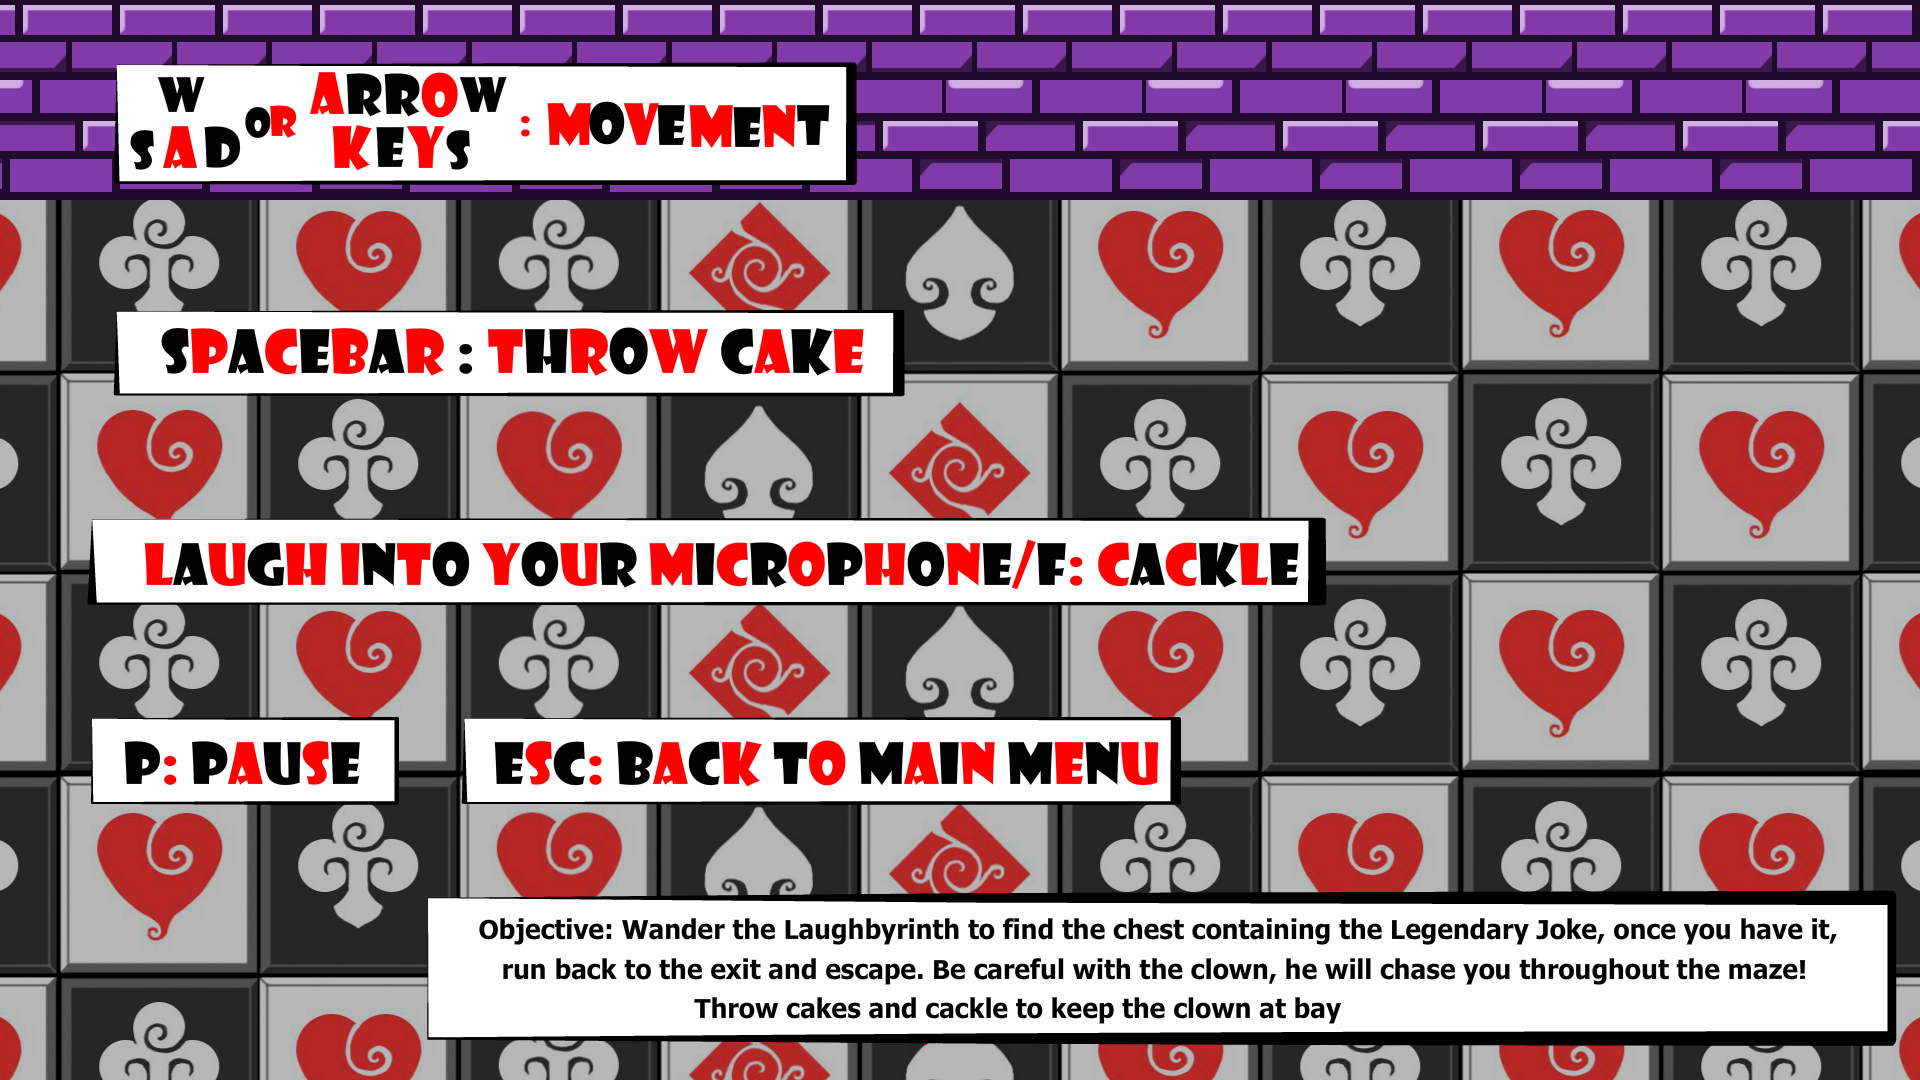 W
SAD OR ARROW KEYS : MOVEMENT
SPACEBAR : THROW CAKE
LAUGH INTO YOUR MICROPHONE/F: CACKLE
P: PAUSE
ESC: BACK TO MAIN MENU
Objective: Wander the Laughbyrinth to find the chest containing the Legendary Joke, once you have it,
run back to the exit and escape. Be careful with the clown, he will chase you throughout the maze!
Throw cakes and cackle to keep the clown at bay